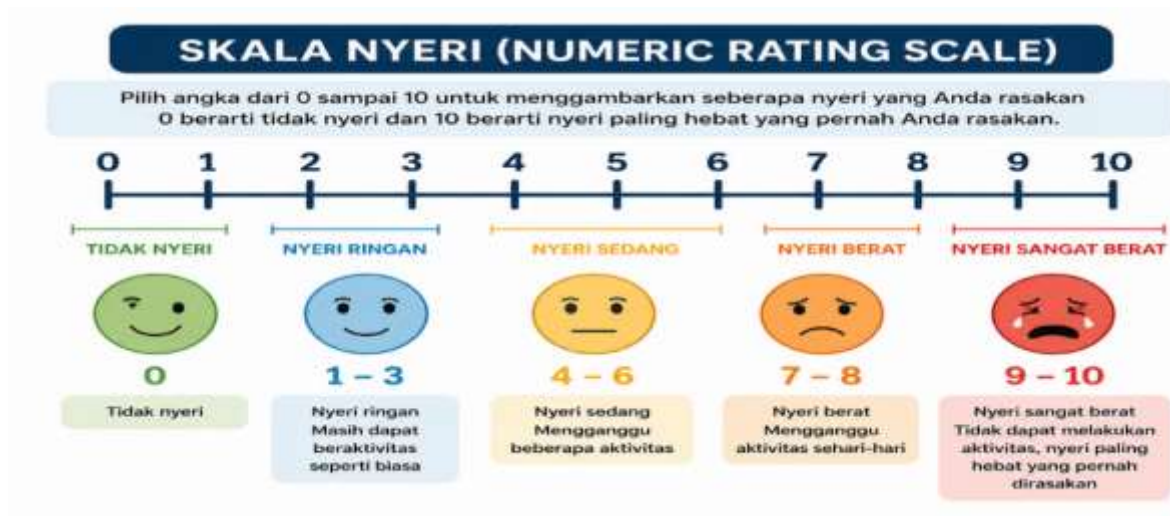 SKALA NYERI (NUMERIC RATING SCALE)
Pilih angka dari 0 sampai 10 untuk menggambarkan seberapa nyeri yang Anda rasakan
0 berarti tidak nyeri dan 10 berarti nyeri paling hebat yang pernah Anda rasakan.
0 1 2 3 4 5 6 7 8 9 10
TIDAK NYERI
NYERI RINGAN
NYERI SEDANG
NYERI BERAT
NYERI SANGAT BERAT
0
1 – 3
4 – 6
7 – 8
9 – 10
Tidak nyeri
Nyeri ringan
Masih dapat
beraktivitas
seperti biasa
Nyeri sedang
Mengganggu
beberapa aktivitas
Nyeri berat
Mengganggu
aktivitas sehari-hari
Nyeri sangat berat
Tidak dapat melakukan
aktivitas, nyeri paling
hebat yang pernah
dirasakan